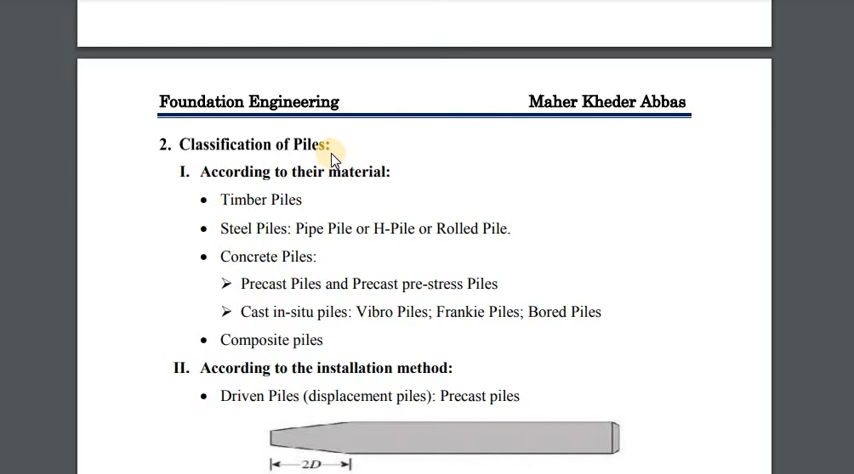 Foundation Engineering Maher Kheder Abbas
2. Classification of Piles:
I. According to their material:
• Timber Piles
• Steel Piles: Pipe Pile or H-Pile or Rolled Pile.
• Concrete Piles:
➢ Precast Piles and Precast pre-stress Piles
➢ Cast in-situ piles: Vibro Piles; Frankie Piles; Bored Piles
• Composite piles
II. According to the installation method:
• Driven Piles (displacement piles): Precast piles
2D